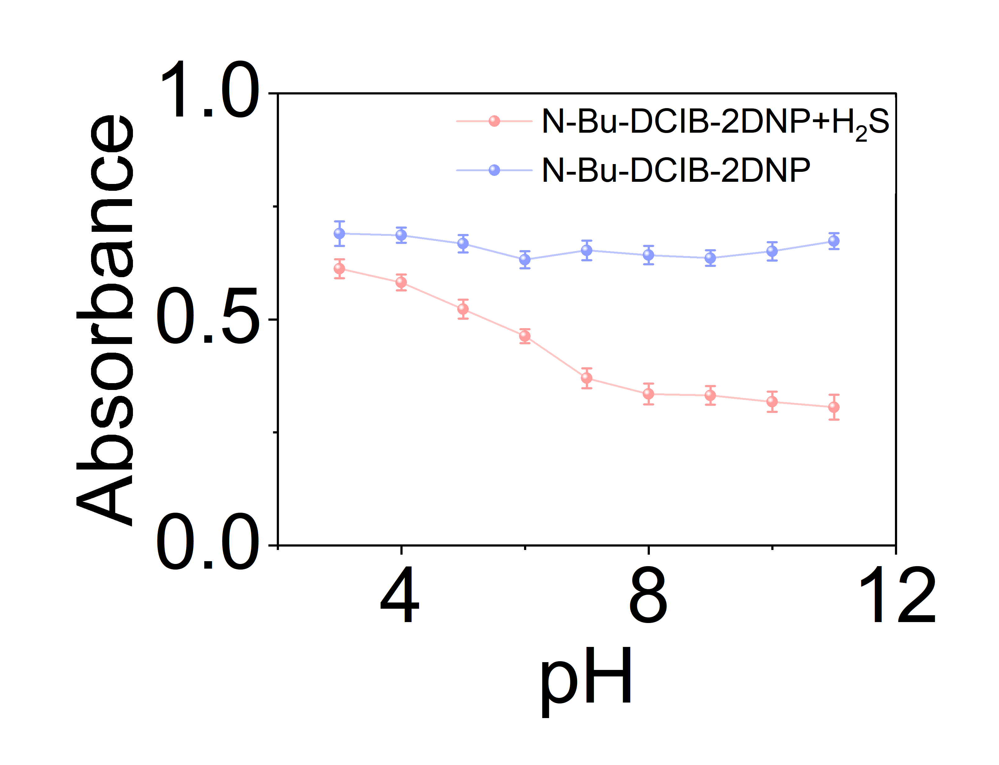 1.0
0.5
0.0
Absorbance
N-Bu-DCIB-2DNP+H₂S
N-Bu-DCIB-2DNP
4 8 12
pH